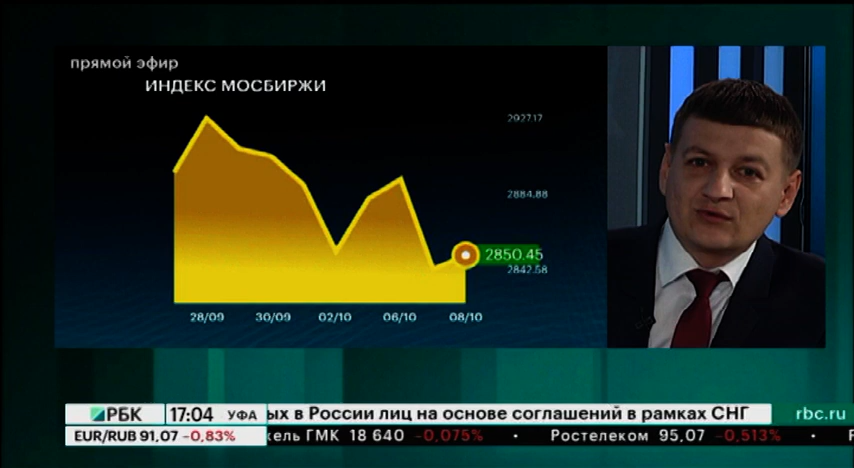 прямой эфир
ИНДЕКС МОСБИРЖИ
2927.17
2884.88
2850.45
2842.58
28/09 30/09 02/10 06/10 08/10
РБК 17:04 УФА ых в России лиц на основе соглашений в рамках СНГ rbc.ru
EUR/RUB 91,07 -0,83% кель ГМК 18 640 -0,075% • Ростелеком 95,07 -0,513% •